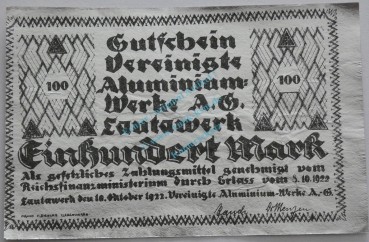 Gutschein
Vereinigte
Aluminium-
Werke A.G.
Lautawerk
100
100
Einhundert Mark
Als gesetzliches Zahlungsmittel genehmigt vom
Reichsfinanzministerium durch Erlass vom 5.10.1922
Lautawerk den 16. Oktober 1922. Vereinigte Aluminium-Werke A.-G.